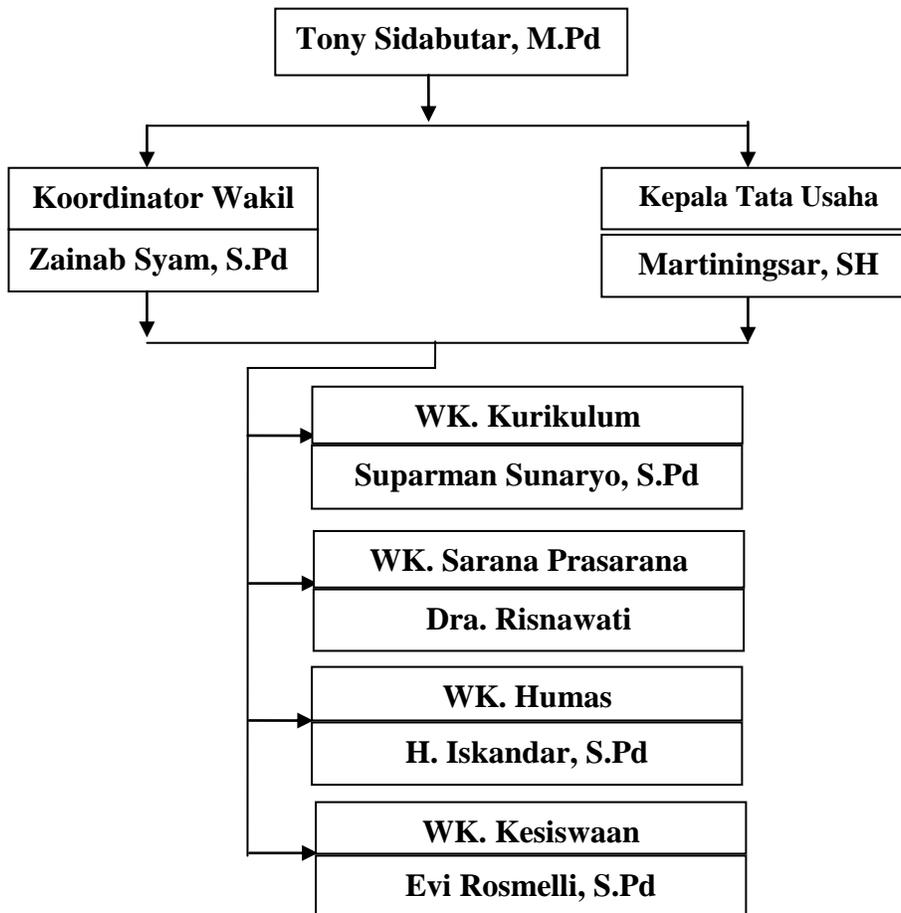 Tony Sidabutar, M.Pd
Koordinator Wakil
Zainab Syam, S.Pd
Kepala Tata Usaha
Martiningsar, SH
WK. Kurikulum
Suparman Sunaryo, S.Pd
WK. Sarana Prasarana
Dra. Risnawati
WK. Humas
H. Iskandar, S.Pd
WK. Kesiswaan
Evi Rosmelli, S.Pd